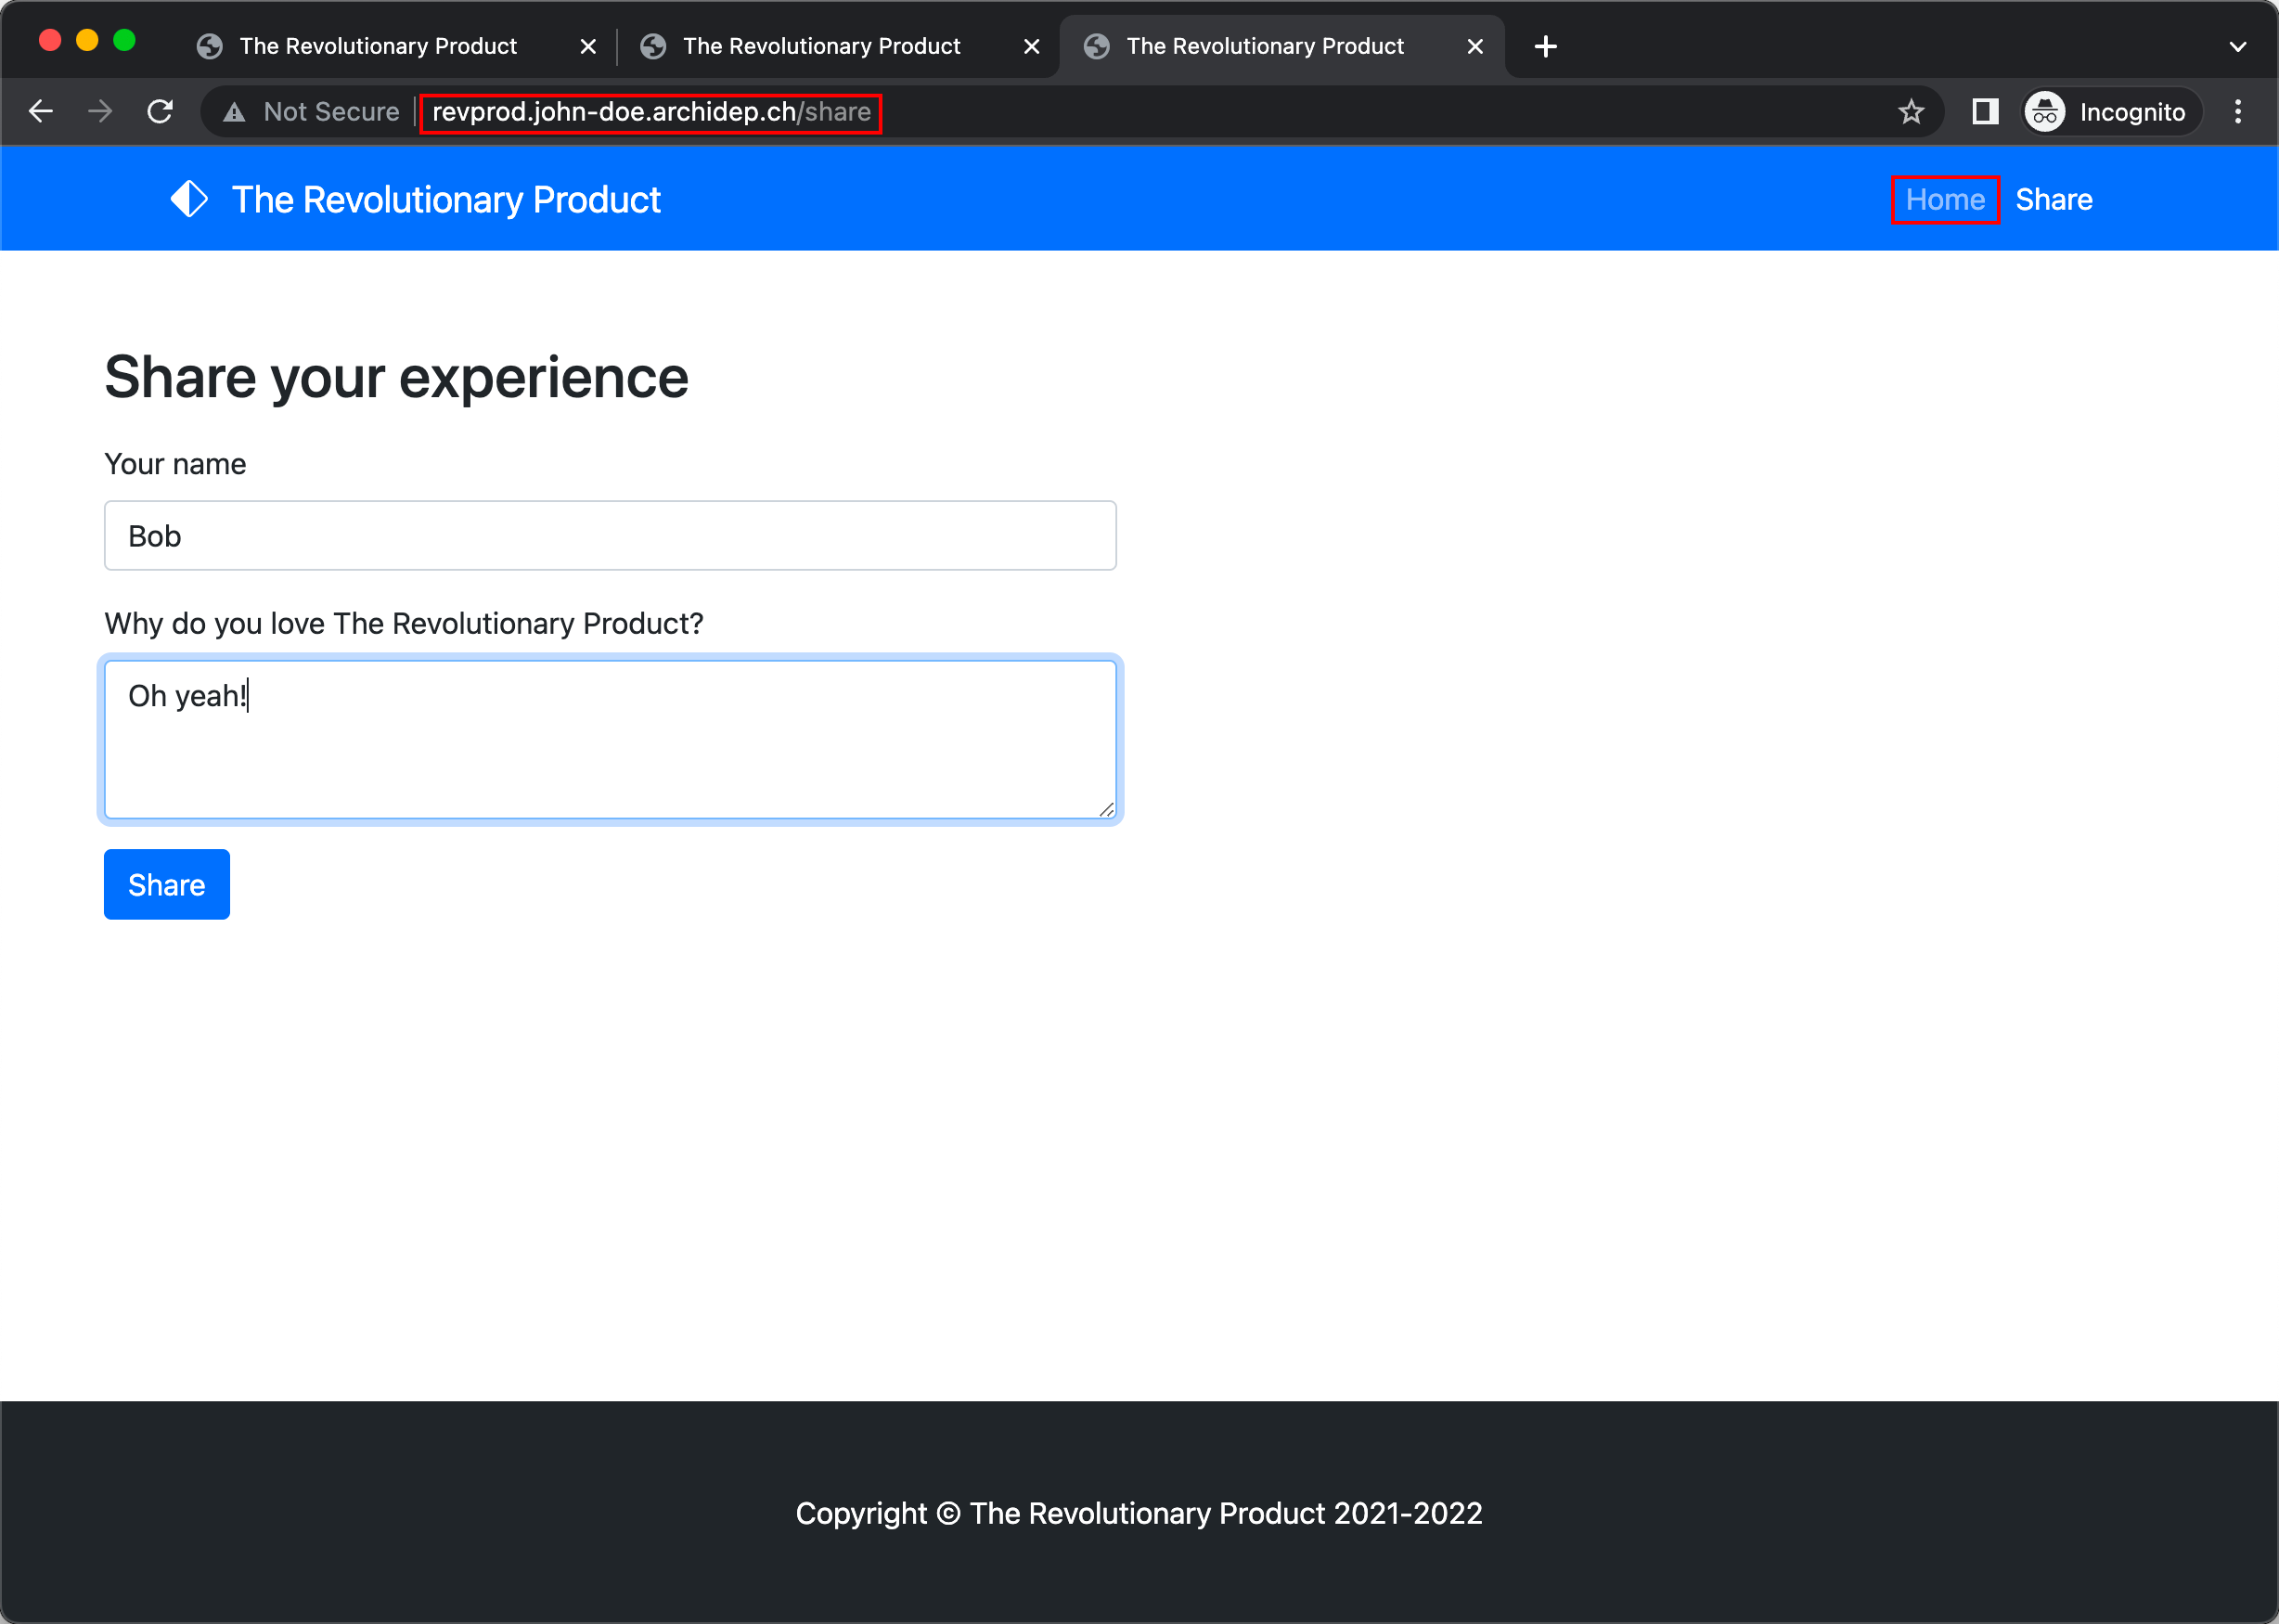 The Revolutionary Product The Revolutionary Product The Revolutionary Product
Not Secure revprod.john-doe.archidep.ch/share Incognito
The Revolutionary Product Home Share
Share your experience
Your name
Bob
Why do you love The Revolutionary Product?
Oh yeah!
Share
Copyright © The Revolutionary Product 2021-2022